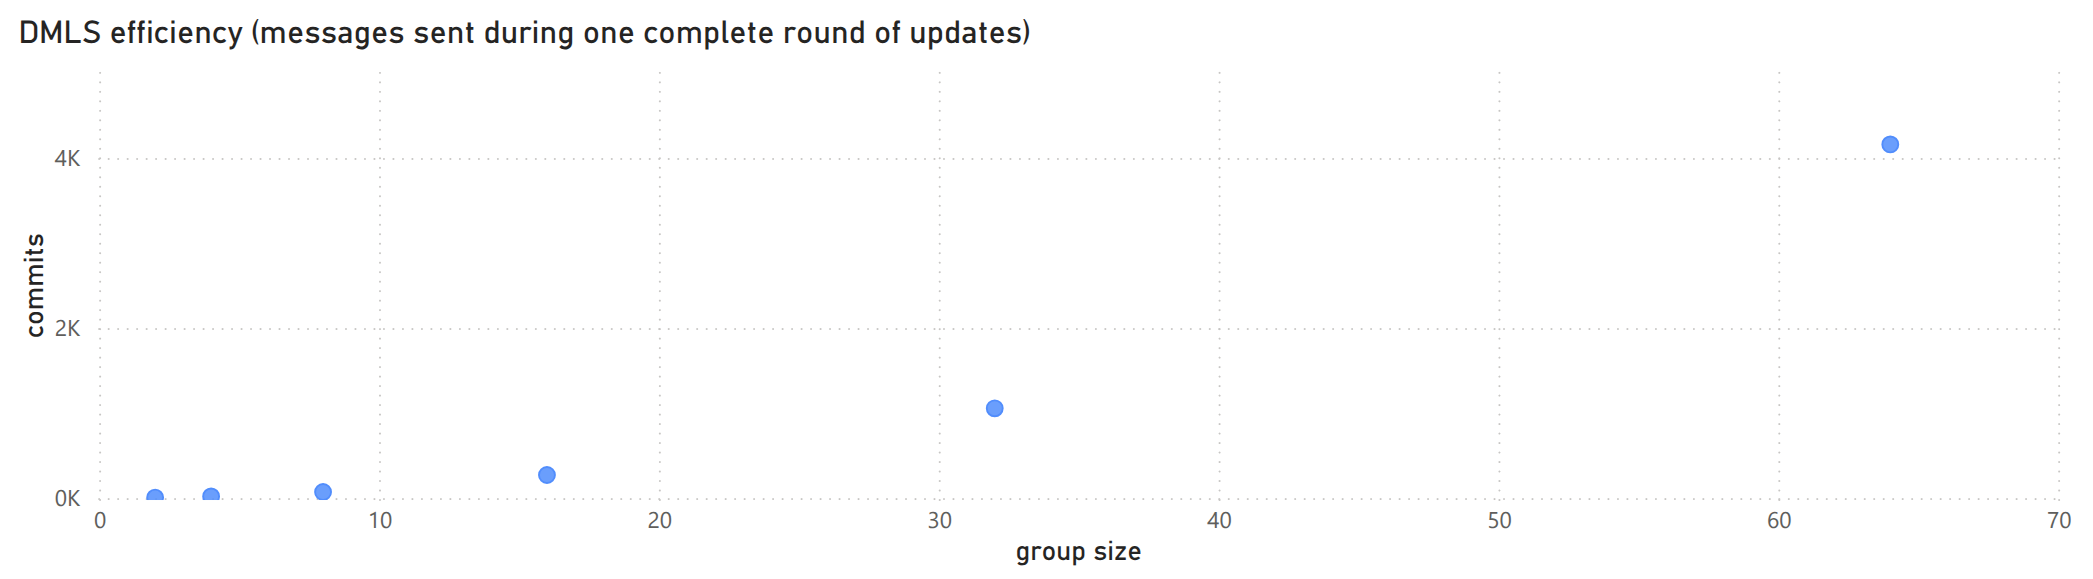 DMLS efficiency (messages sent during one complete round of updates)
4K
2K
0K
commits
0 10 20 30 40 50 60 70
group size